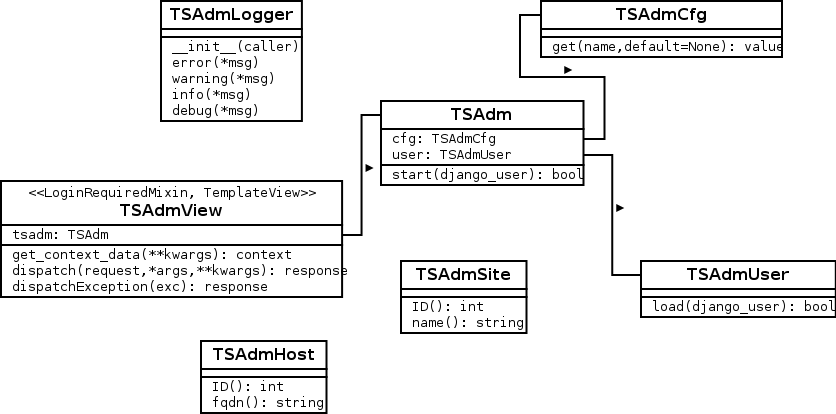 TSAdmLogger
__init__(caller)
error(*msg)
warning(*msg)
info(*msg)
debug(*msg)
TSAdmCfg
get(name,default=None): value
TSAdm
cfg: TSAdmCfg
user: TSAdmUser
start(django_user): bool
<<LoginRequiredMixin, TemplateView>>
TSAdmView
tsadm: TSAdm
get_context_data(**kwargs): context
dispatch(request,*args,**kwargs): response
dispatchException(exc): response
TSAdmSite
ID(): int
name(): string
TSAdmUser
load(django_user): bool
TSAdmHost
ID(): int
fqdn(): string